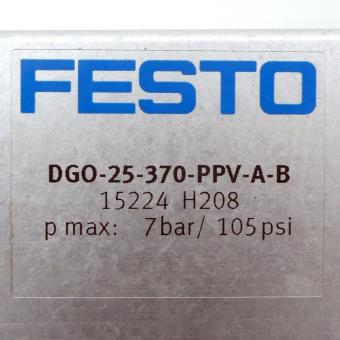 FESTO
DGO-25-370-PPV-A-B
15224 H208
p max: 7bar/ 105psi